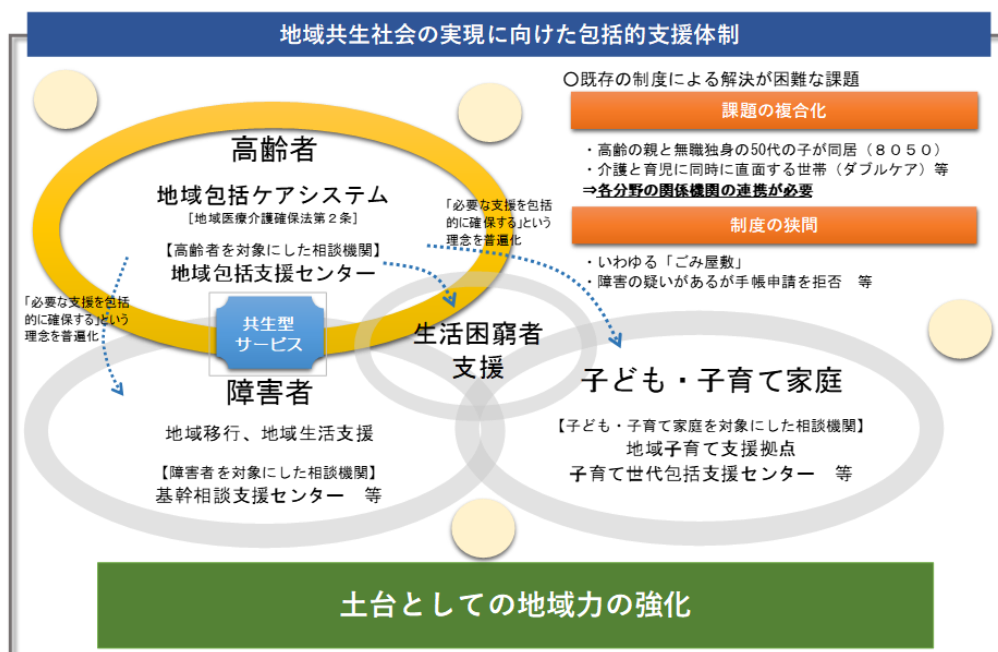 地域共生社会の実現に向けた包括的支援体制
〇既存の制度による解決が困難な課題
課題の複合化
・高齢の親と無職独身の50代の子が同居（８０５０）
・介護と育児に同時に直面する世帯（ダブルケア）等
⇒各分野の関係機関の連携が必要
制度の狭間
・いわゆる「ごみ屋敷」
・障害の疑いがあるが手帳申請を拒否　等
高齢者
地域包括ケアシステム
[地域医療介護確保法第２条]
【高齢者を対象にした相談機関】
地域包括支援センター
「必要な支援を包括
的に確保する」という
理念を普遍化
「必要な支援を包括
的に確保する」という
理念を普遍化
共生型
サービス
生活困窮者
支援
障害者
地域移行、地域生活支援
【障害者を対象にした相談機関】
基幹相談支援センター　等
子ども・子育て家庭
【子ども・子育て家庭を対象にした相談機関】
地域子育て支援拠点
子育て世代包括支援センター　等
土台としての地域力の強化